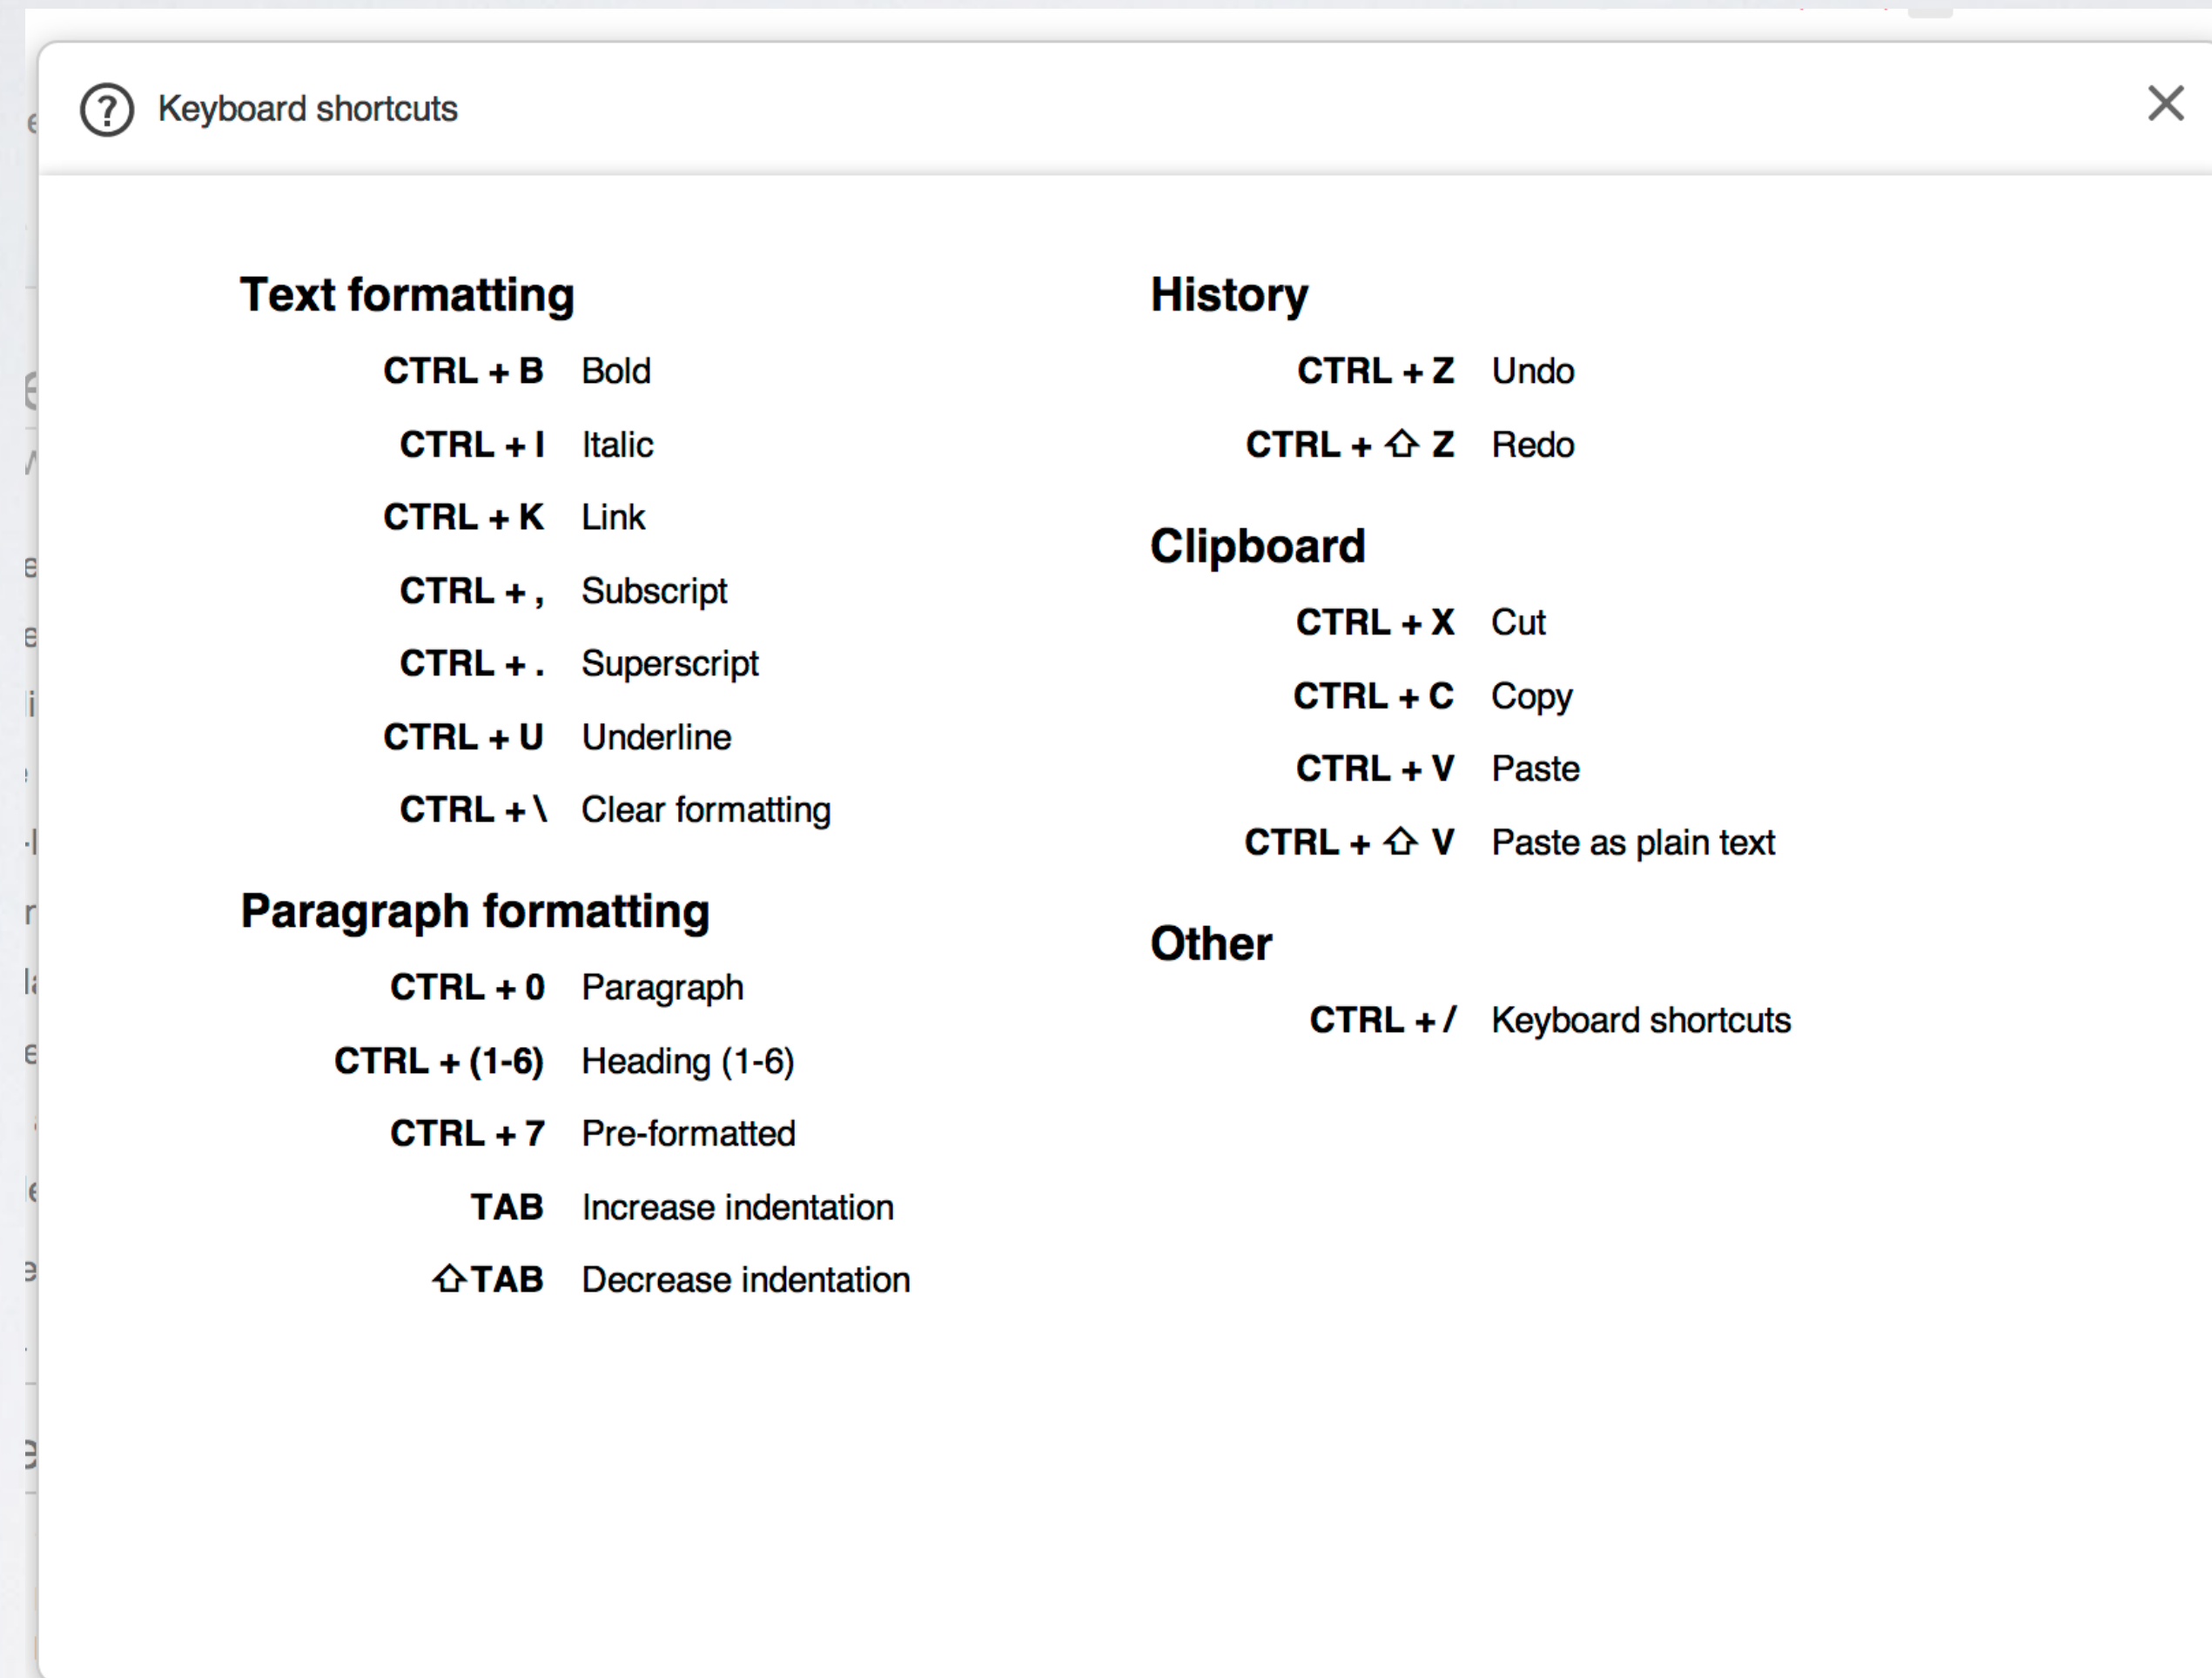 Keyboard shortcuts
Text formatting
CTRL + B Bold
CTRL + I Italic
CTRL + K Link
CTRL + , Subscript
CTRL + . Superscript
CTRL + U Underline
CTRL + \ Clear formatting
Paragraph formatting
CTRL + 0 Paragraph
CTRL + (1-6) Heading (1-6)
CTRL + 7 Pre-formatted
TAB Increase indentation
⇧TAB Decrease indentation
History
CTRL + Z Undo
CTRL + ⇧ Z Redo
Clipboard
CTRL + X Cut
CTRL + C Copy
CTRL + V Paste
CTRL + ⇧ V Paste as plain text
Other
CTRL + / Keyboard shortcuts